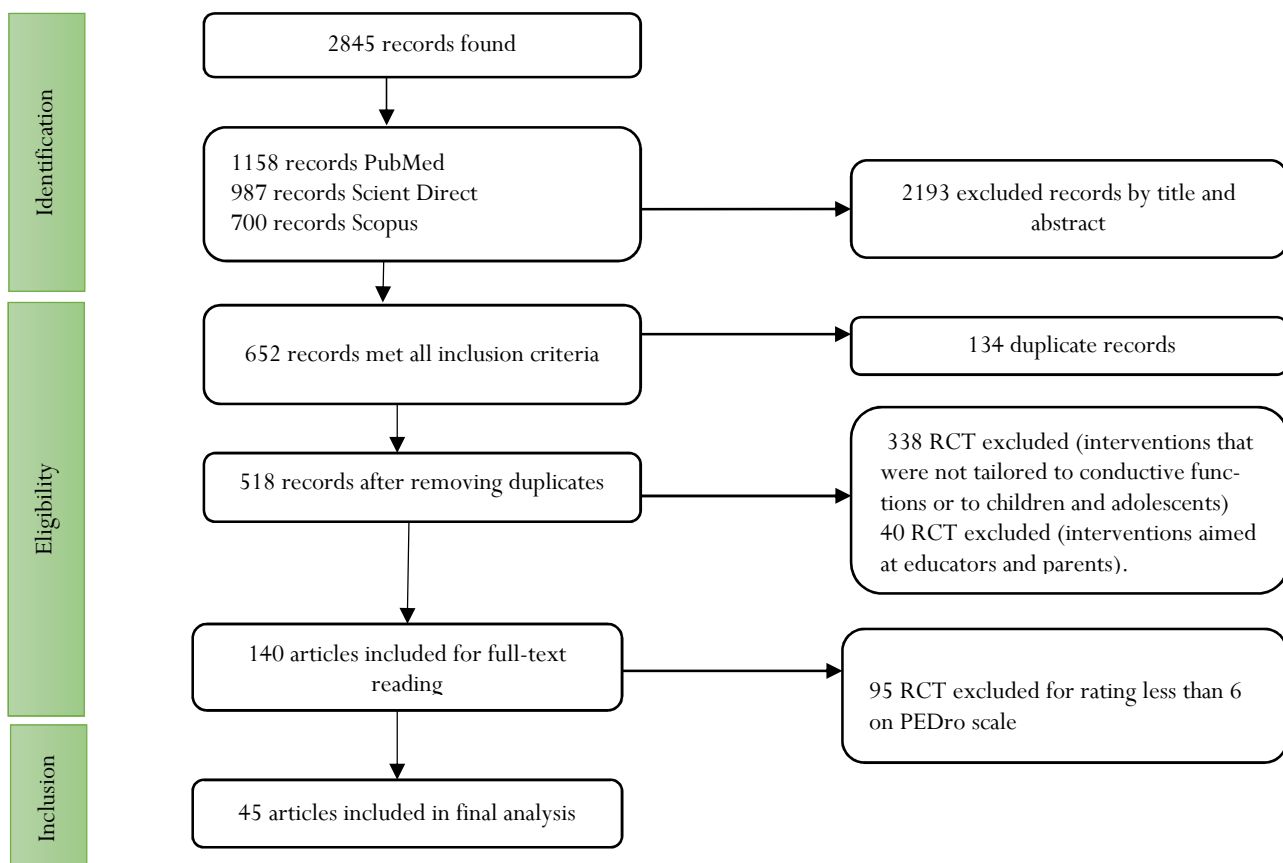 Identification
2845 records found
1158 records PubMed
987 records Scient Direct
700 records Scopus
2193 excluded records by title and
abstract
Eligibility
652 records met all inclusion criteria
134 duplicate records
518 records after removing duplicates
338 RCT excluded (interventions that
were not tailored to conductive func-
tions or to children and adolescents)
40 RCT excluded (interventions aimed
at educators and parents).
140 articles included for full-text
reading
95 RCT excluded for rating less than 6
on PEDro scale
Inclusion
45 articles included in final analysis